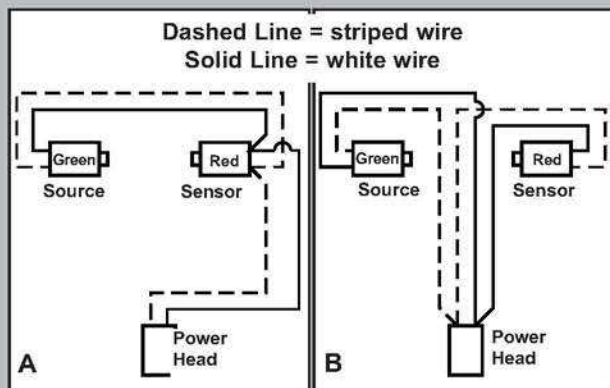 Dashed Line = striped wire
Solid Line = white wire
Green
Source
Red
Sensor
Power
Head
A
Green
Source
Red
Sensor
Power
Head
B